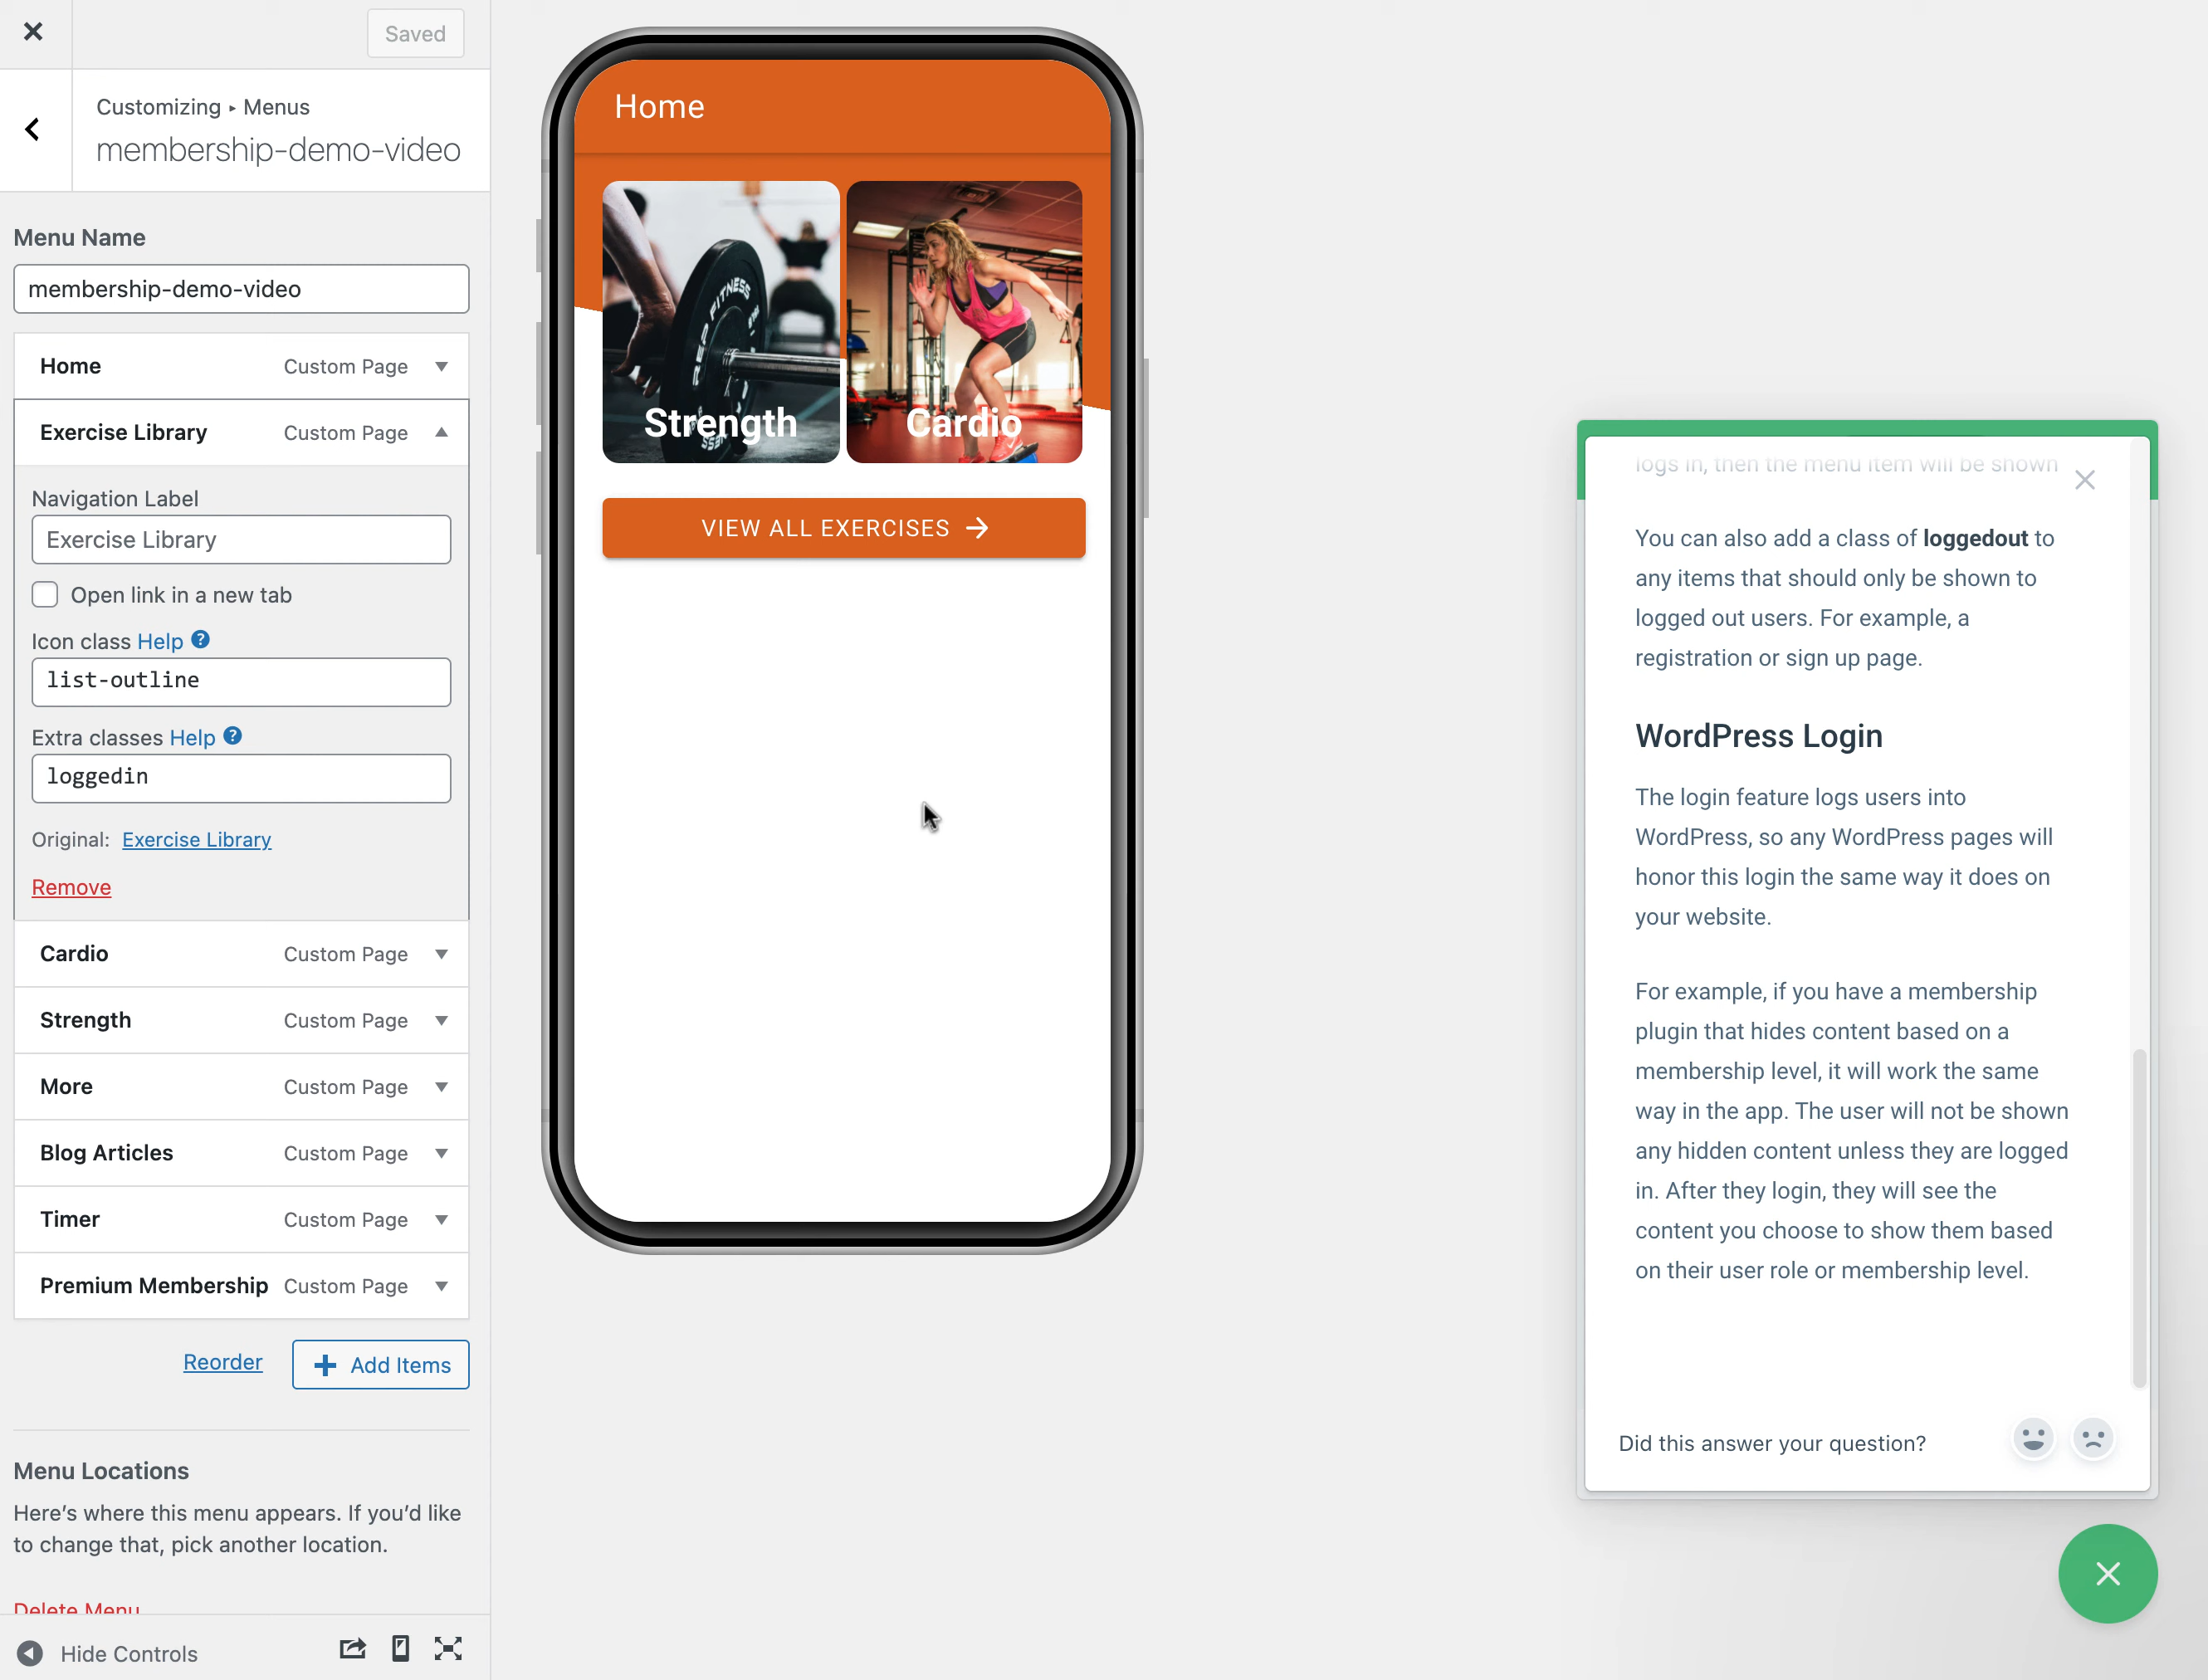 Saved
Customizing ▸ Menus
membership-demo-video
Menu Name
membership-demo-video
Home Custom Page
Exercise Library Custom Page
Navigation Label
Exercise Library
Open link in a new tab
Icon class Help
list-outline
Extra classes Help
loggedin
Original: Exercise Library
Remove
Cardio Custom Page
Strength Custom Page
More Custom Page
Blog Articles Custom Page
Timer Custom Page
Premium Membership Custom Page
Reorder
Add Items
Menu Locations
Here’s where this menu appears. If you’d like
to change that, pick another location.
Delete Menu
Hide Controls
Home
FITNESS
Strength
Cardio
VIEW ALL EXERCISES
logs in, then the menu item will be shown
You can also add a class of loggedout to
any items that should only be shown to
logged out users. For example, a
registration or sign up page.
WordPress Login
The login feature logs users into
WordPress, so any WordPress pages will
honor this login the same way it does on
your website.
For example, if you have a membership
plugin that hides content based on a
membership level, it will work the same
way in the app. The user will not be shown
any hidden content unless they are logged
in. After they login, they will see the
content you choose to show them based
on their user role or membership level.
Did this answer your question?